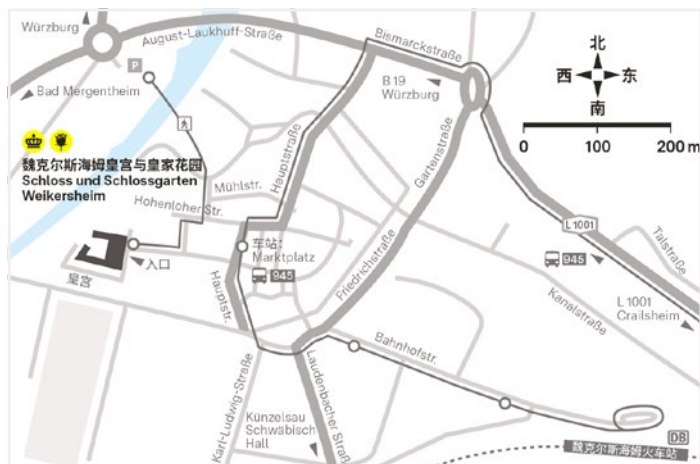 Würzburg
August-Laukhuff-Straße
Bismarckstraße
P
Bad Mergentheim
B 19
Würzburg
北
西
东
南
0
100
200 m
魏克尔斯海姆皇宫与皇家花园
Schloss und Schlossgarten
Weikersheim
Mühlstr.
Hauptstraße
Gartenstraße
Hohenloher Str.
L 1001
车站：
Marktplatz
945
945
Talstraße
入口
皇宫
Hauptstr.
Friedrichstraße
Kanalstraße
L 1001
Crailsheim
Bahnhofstr.
Karl-Ludwig-Straße
Laudenbacher Straße
Künzelsau
Schwäbisch
Hall
DB
魏克尔斯海姆火车站